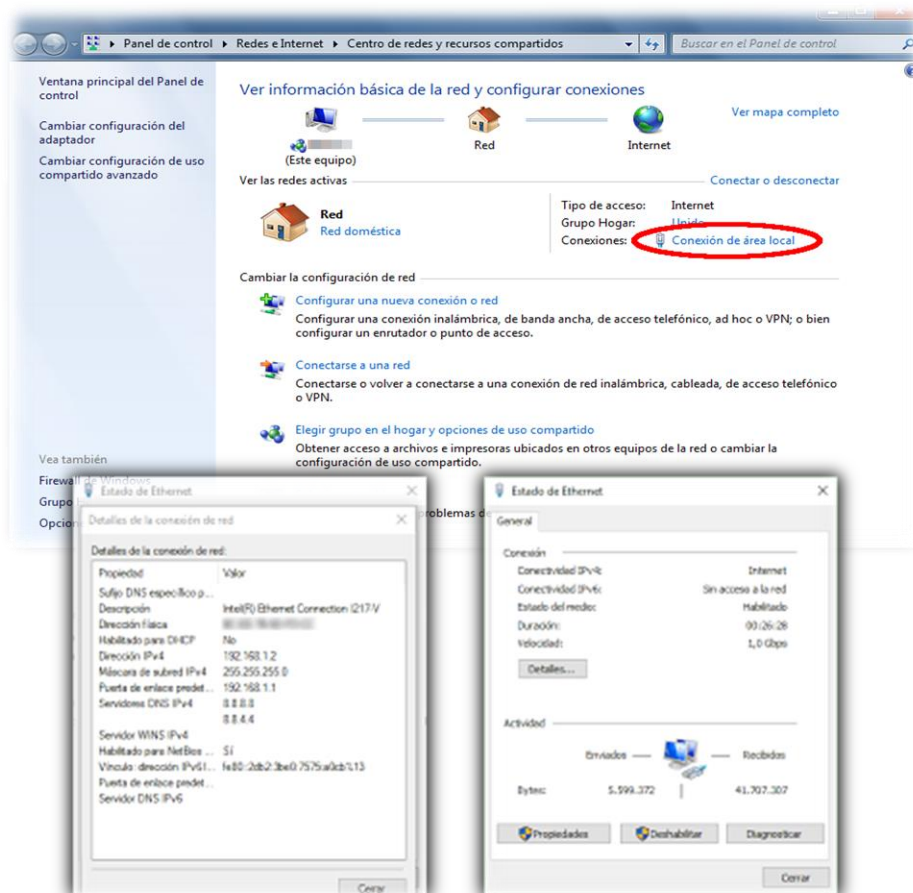 Panel de control ▸ Redes e Internet ▸ Centro de redes y recursos compartidos
Buscar en el Panel de control
Ventana principal del Panel de
control
Cambiar configuración del
adaptador
Cambiar configuración de uso
compartido avanzado
Vea también
Firewall de Windows
Grupo
Opcion
Ver información básica de la red y configurar conexiones
Ver mapa completo
(Este equipo)
Red
Internet
Ver las redes activas
Conectar o desconectar
Red
Red doméstica
Tipo de acceso: Internet
Grupo Hogar: Unido
Conexiones: Conexión de área local
Cambiar la configuración de red
Configurar una nueva conexión o red
Configurar una conexión inalámbrica, de banda ancha, de acceso telefónico, ad hoc o VPN; o bien
configurar un enrutador o punto de acceso.
Conectarse a una red
Conectarse o volver a conectarse a una conexión de red inalámbrica, cableada, de acceso telefónico
o VPN.
Elegir grupo en el hogar y opciones de uso compartido
Obtener acceso a archivos e impresoras ubicados en otros equipos de la red o cambiar la
configuración de uso compartido.
problemas d
Estado de Ethernet
Detalles de la conexión de red
Detalles de la conexión de red:
Propiedad Valor
Sufijo DNS específico p...
Descripción Intel(R) Ethernet Connection I217-V
Dirección física
Habilitado para DHCP No
Dirección IPv4 192.168.1.2
Máscara de subred IPv4 255.255.255.0
Puerta de enlace predet... 192.168.1.1
Servidores DNS IPv4 8.8.8.8
8.8.4.4
Servidor WINS IPv4
Habilitado para NetBios ... Sí
Vínculo: dirección IPv6 l... fe80::2db2:3be0:7575:a0cb%13
Puerta de enlace predet...
Servidor DNS IPv6
Cerrar
Estado de Ethernet
General
Conexión
Conectividad IPv4: Internet
Conectividad IPv6: Sin acceso a la red
Estado del medio: Habilitado
Duración: 00:26:28
Velocidad: 1,0 Gbps
Detalles...
Actividad
Enviados — — Recibidos
Bytes: 5.599.372 | 41.707.307
Propiedades Deshabilitar Diagnosticar
Cerrar